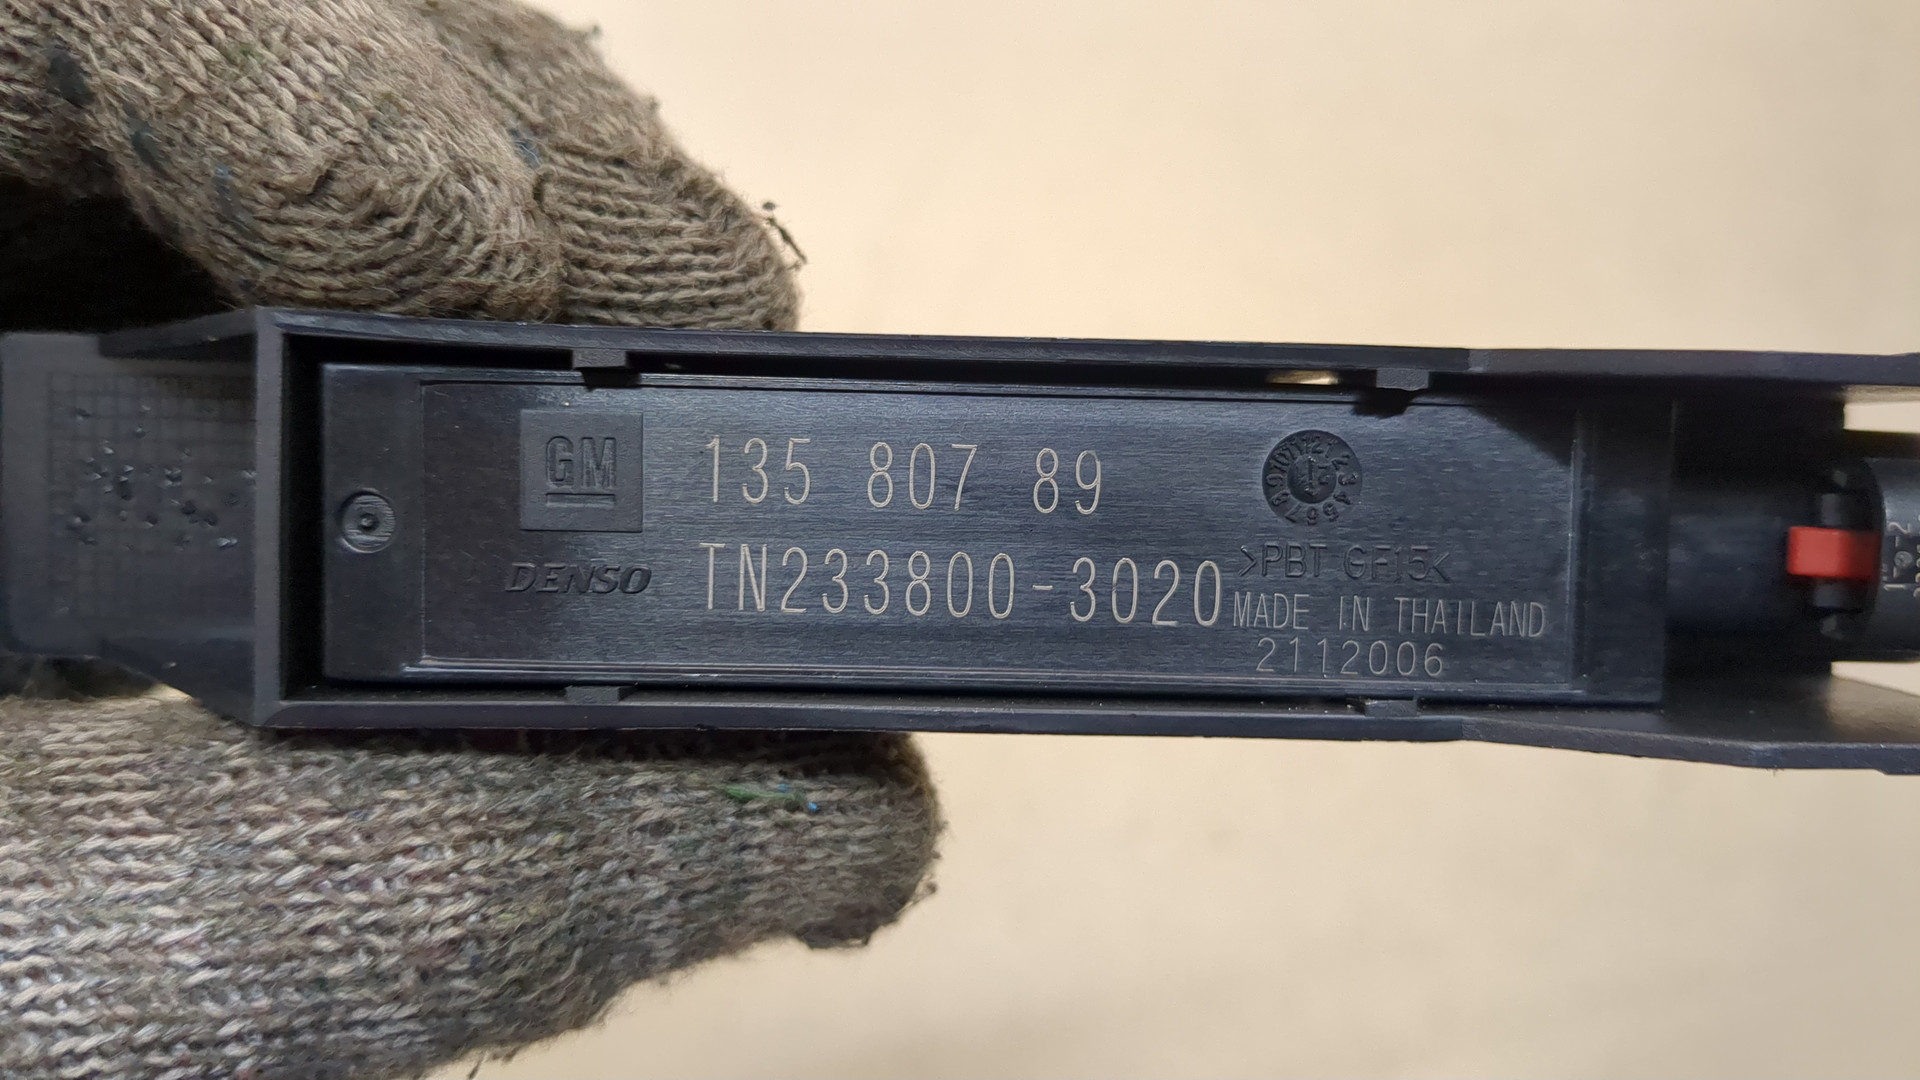 GM
135 807 89
DENSO
TN233800-3020
>PBT GF15<
MADE IN THAILAND
2112006